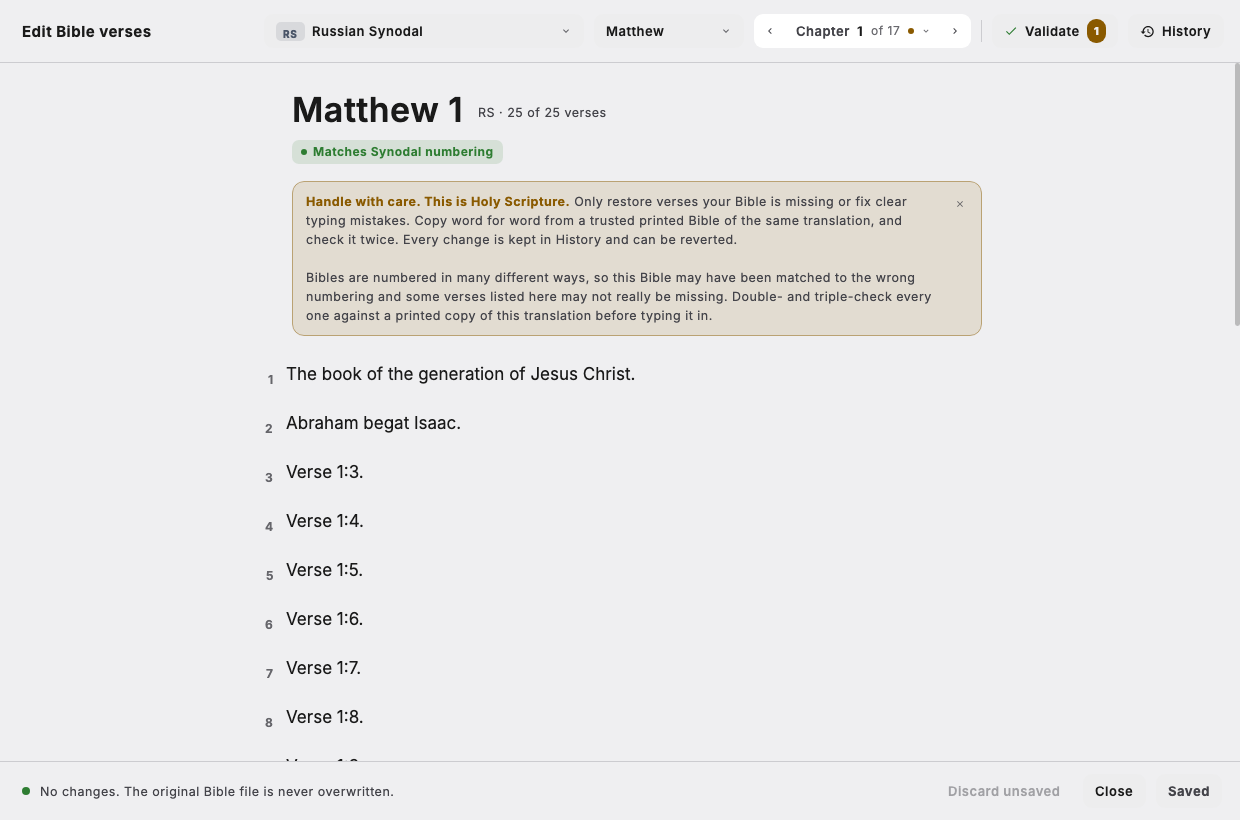 Edit Bible verses
RS Russian Synodal
Matthew
Chapter 1 of 17
Validate 1
History
Matthew 1 RS · 25 of 25 verses
Matches Synodal numbering
Handle with care. This is Holy Scripture. Only restore verses your Bible is missing or fix clear
typing mistakes. Copy word for word from a trusted printed Bible of the same translation, and
check it twice. Every change is kept in History and can be reverted.
Bibles are numbered in many different ways, so this Bible may have been matched to the wrong
numbering and some verses listed here may not really be missing. Double- and triple-check every
one against a printed copy of this translation before typing it in.
1 The book of the generation of Jesus Christ.
2 Abraham begat Isaac.
3 Verse 1:3.
4 Verse 1:4.
5 Verse 1:5.
6 Verse 1:6.
7 Verse 1:7.
8 Verse 1:8.
No changes. The original Bible file is never overwritten.
Discard unsaved
Close
Saved